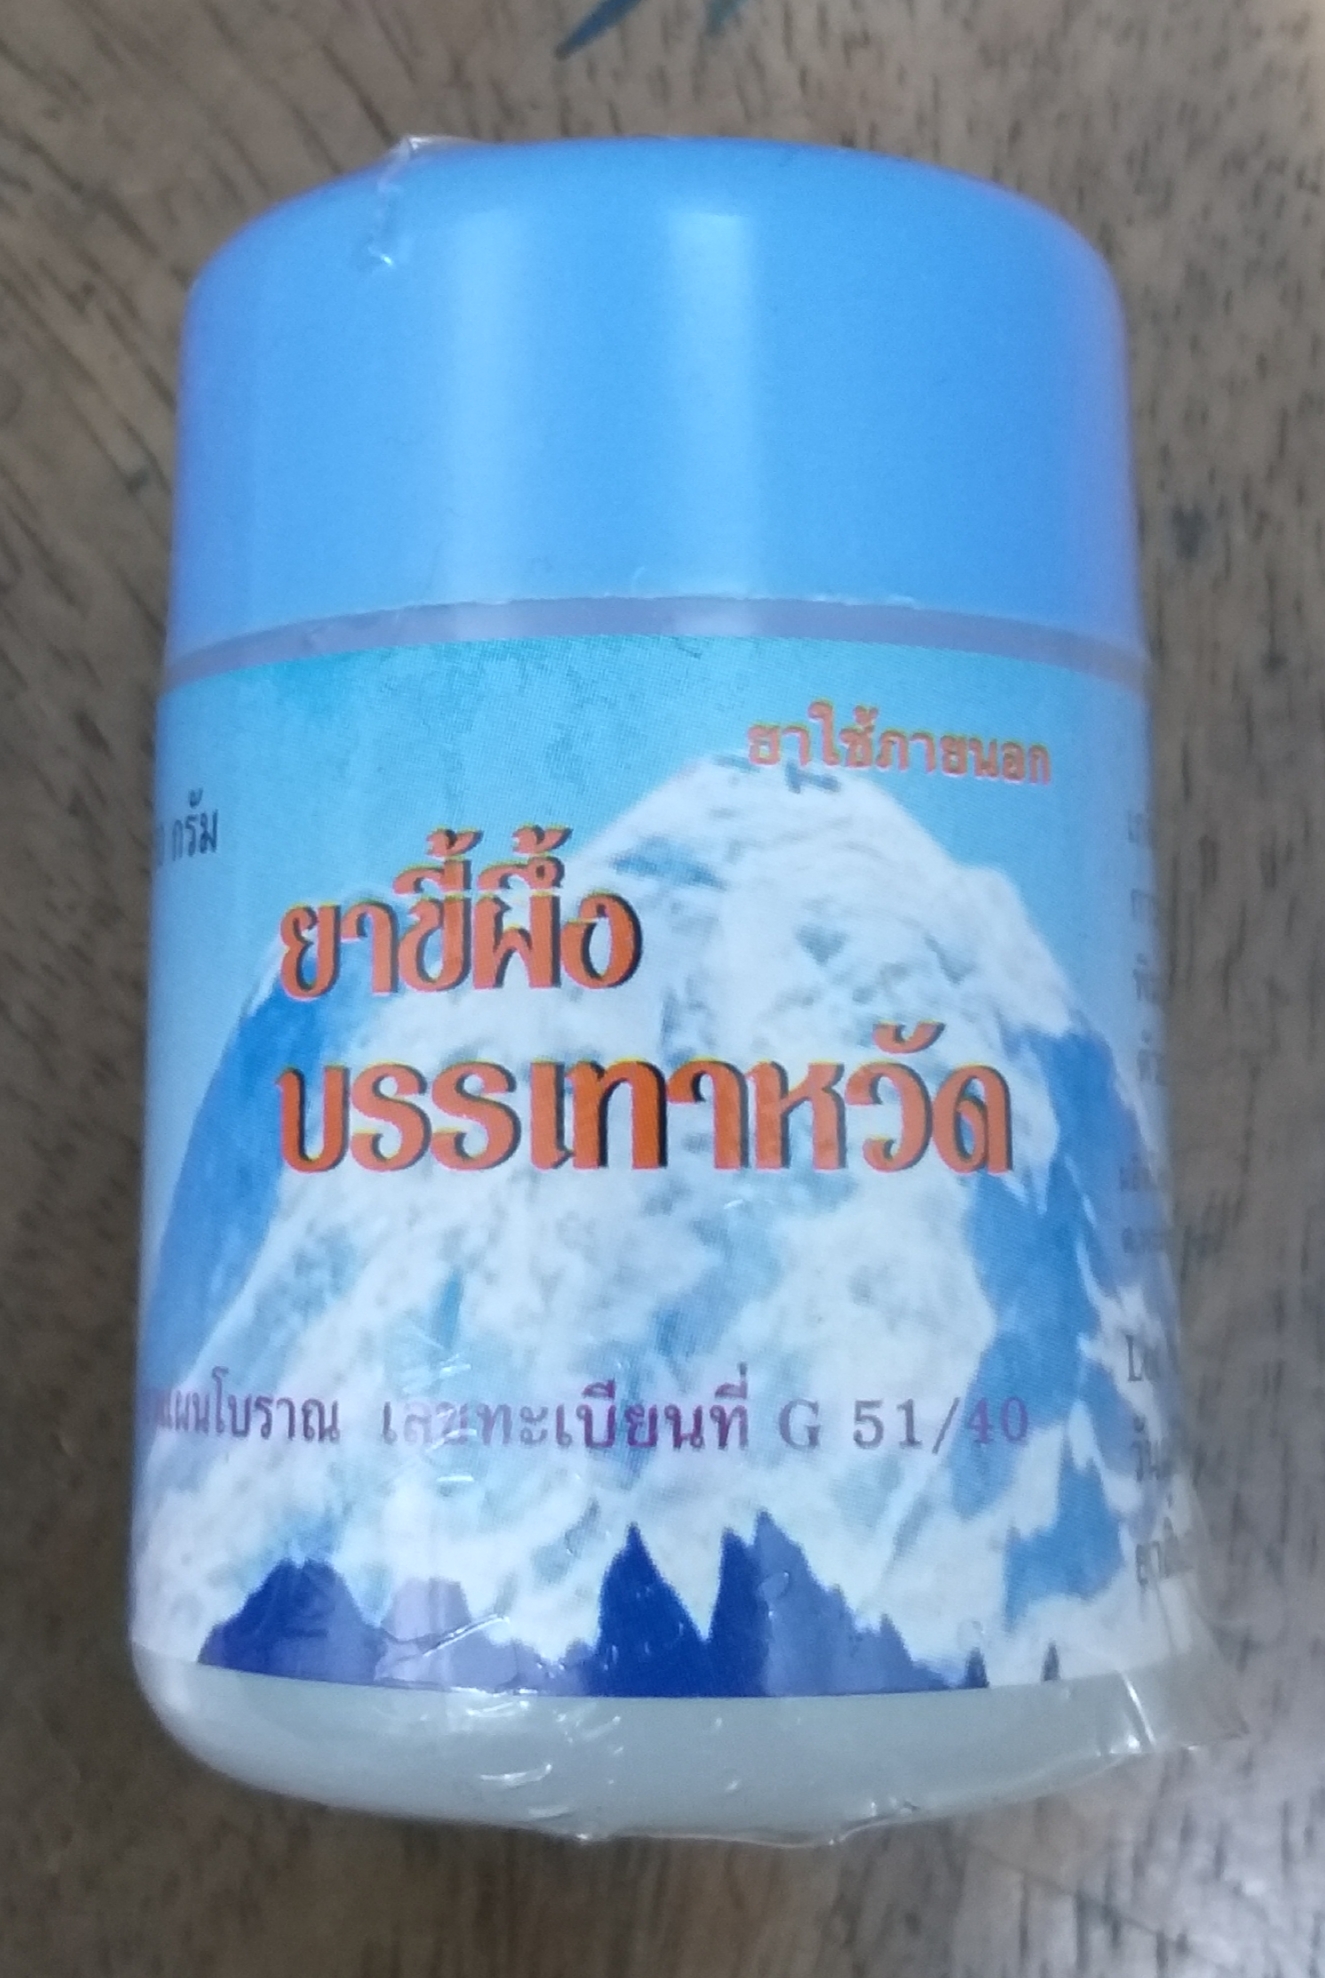 ยาใช้ภายนอก
กรัม
ยาขี้ผึ้ง
บรรเทาหวัด
แผนโบราณ เลขทะเบียนที่ G 51/40